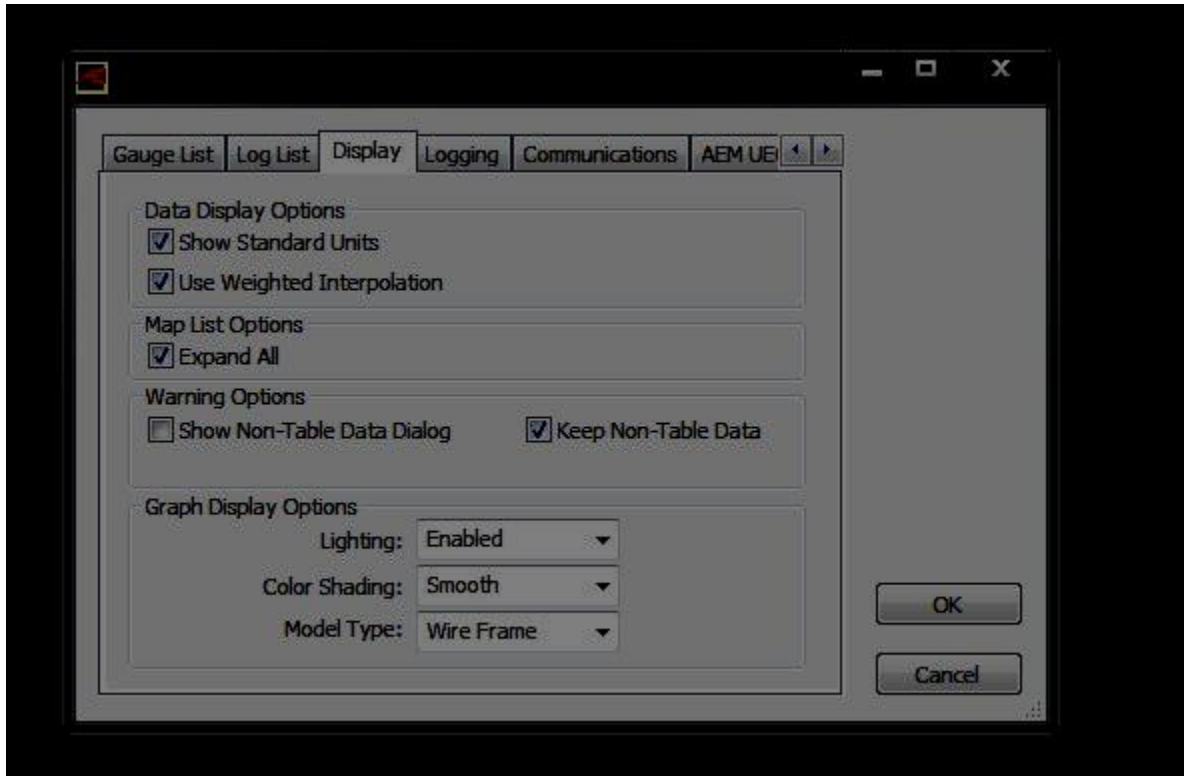 Gauge List Log List Display Logging Communications AEM UE
Data Display Options
Show Standard Units
Use Weighted Interpolation
Map List Options
Expand All
Warning Options
Show Non-Table Data Dialog Keep Non-Table Data
Graph Display Options
Lighting: Enabled
Color Shading: Smooth
Model Type: Wire Frame
OK
Cancel